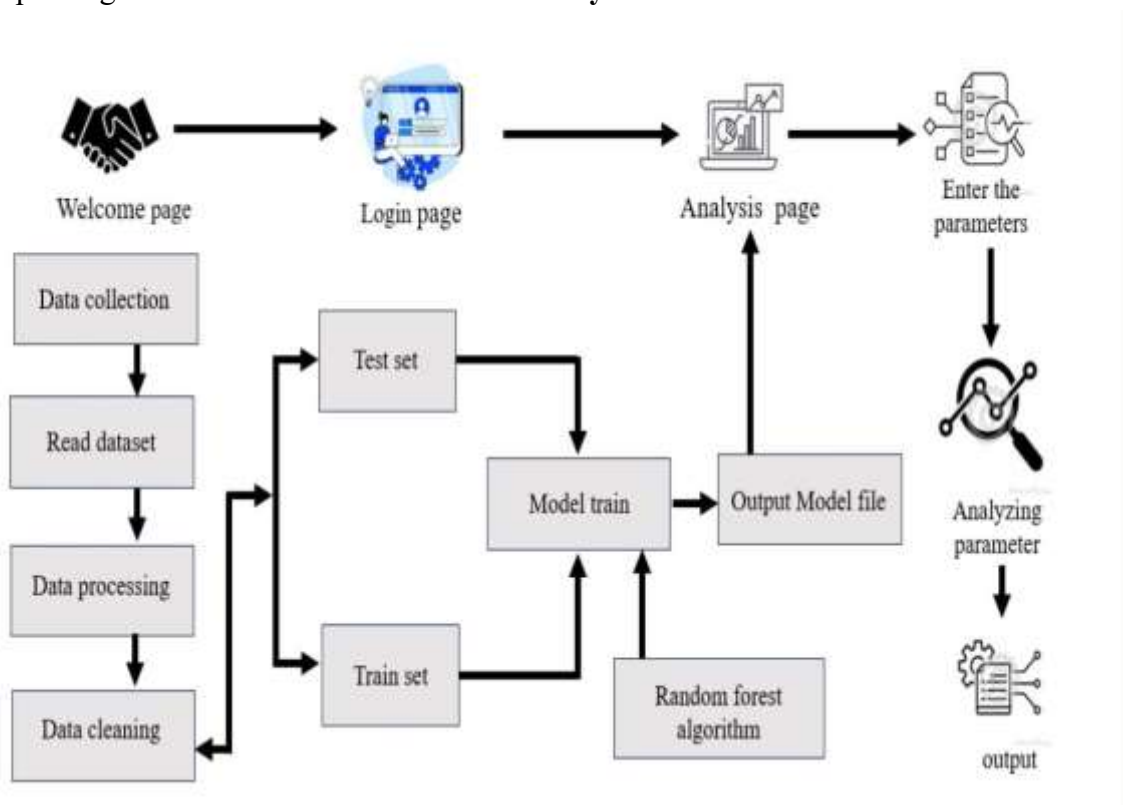 Welcome page
Login page
Analysis page
Enter the
parameters
Data collection
Test set
Read dataset
Model train
Output Model file
Analyzing
parameter
Data processing
Train set
Random forest
algorithm
Data cleaning
output